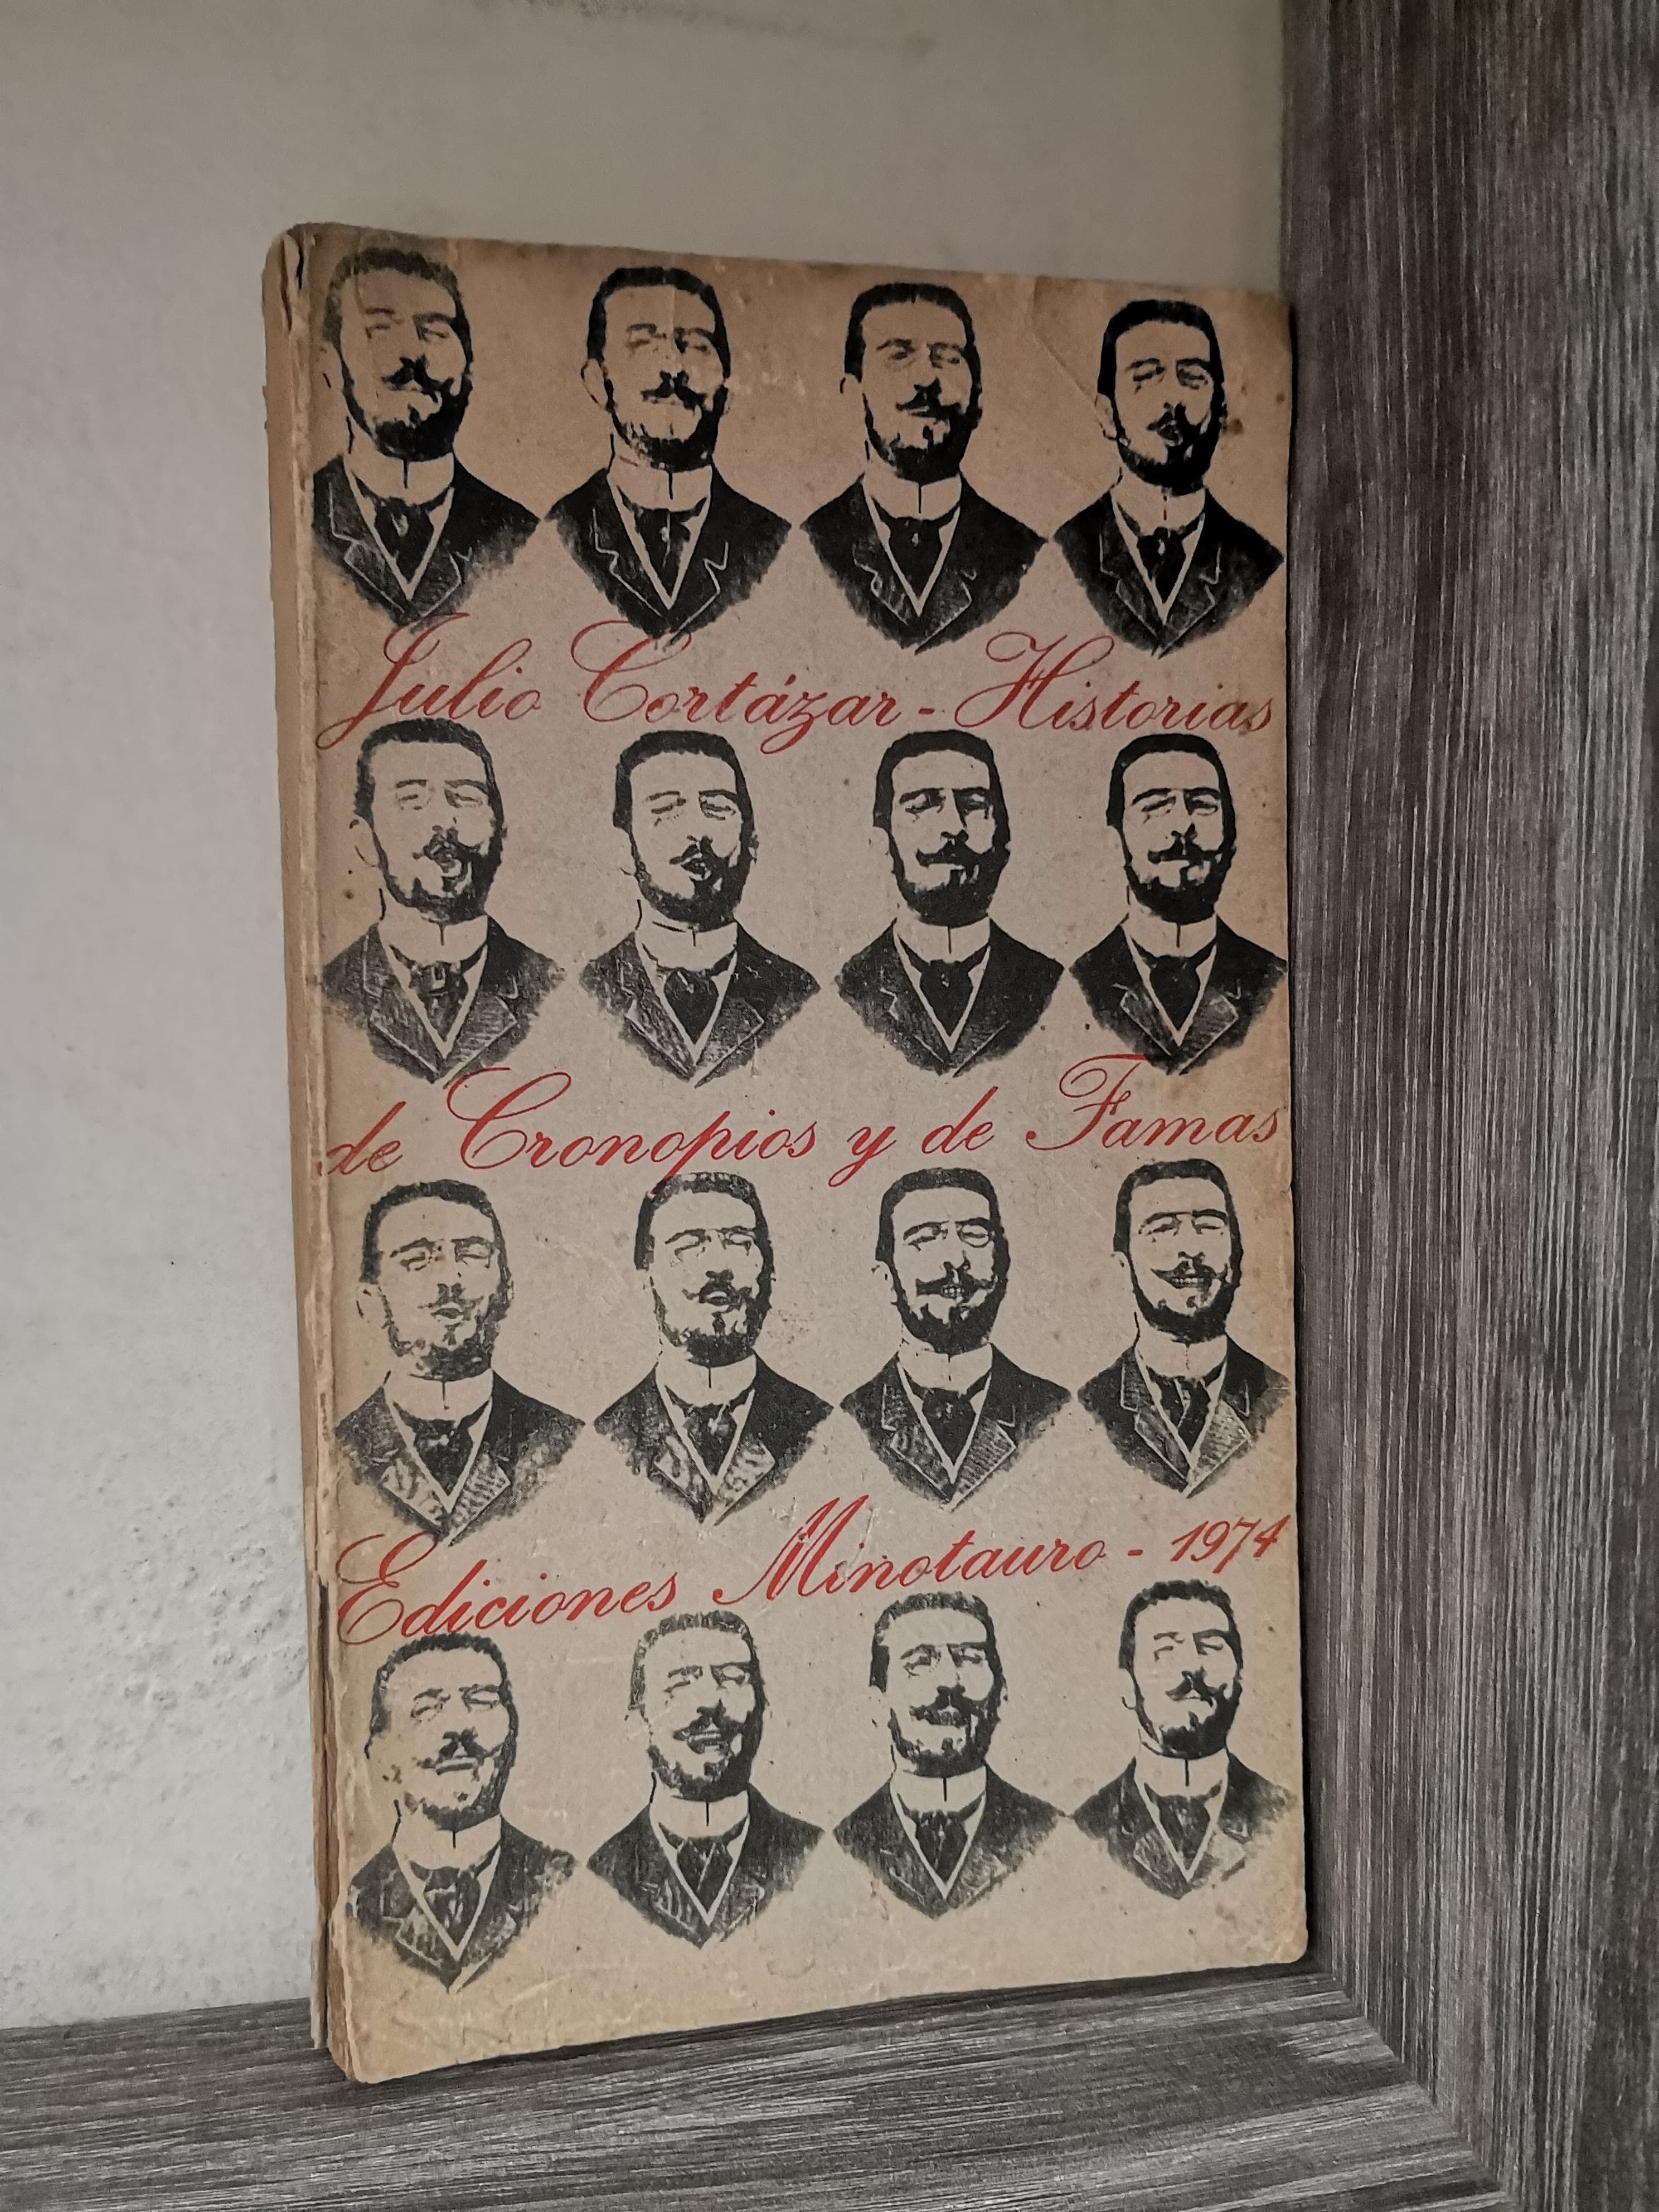 Julio Cortázar - Historias
de Cronopios y de Famas
Ediciones Minotauro - 1974